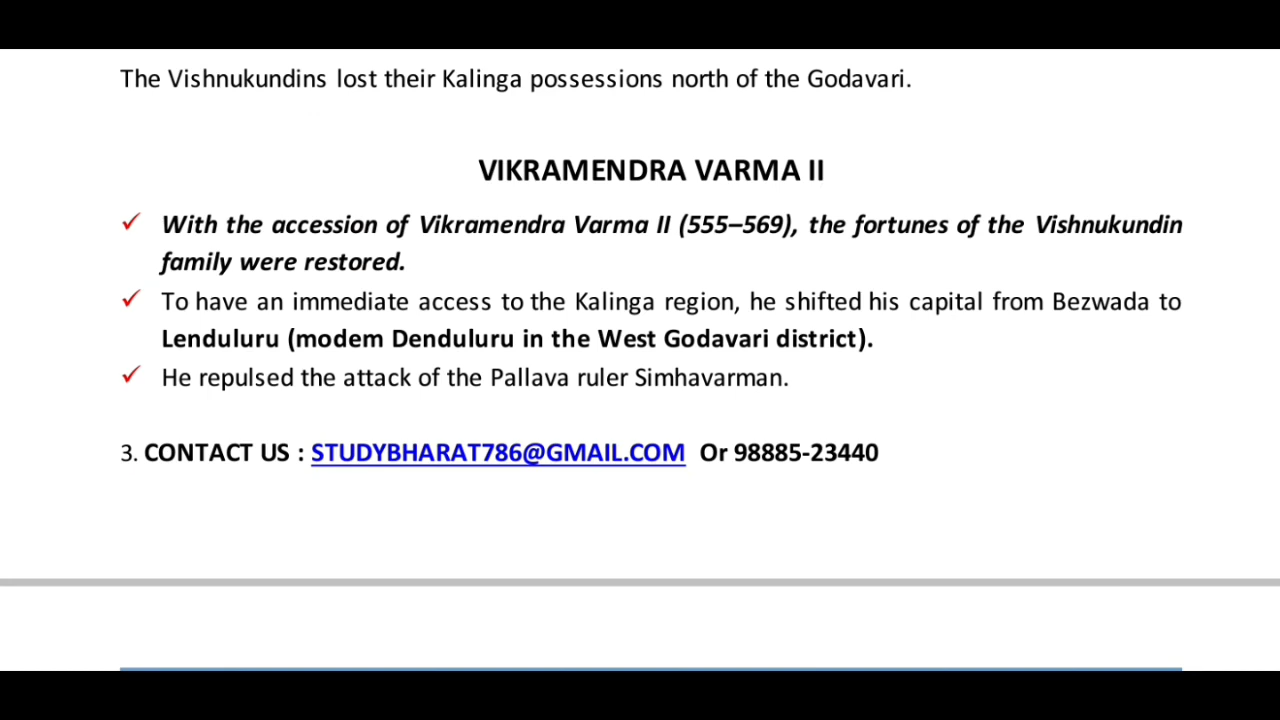 The Vishnukundins lost their Kalinga possessions north of the Godavari.
VIKRAMENDRA VARMA II
✓ With the accession of Vikramendra Varma II (555–569), the fortunes of the Vishnukundin
family were restored.
✓ To have an immediate access to the Kalinga region, he shifted his capital from Bezwada to
Lenduluru (modem Denduluru in the West Godavari district).
✓ He repulsed the attack of the Pallava ruler Simhavarman.
3. CONTACT US : STUDYBHARAT786@GMAIL.COM Or 98885-23440